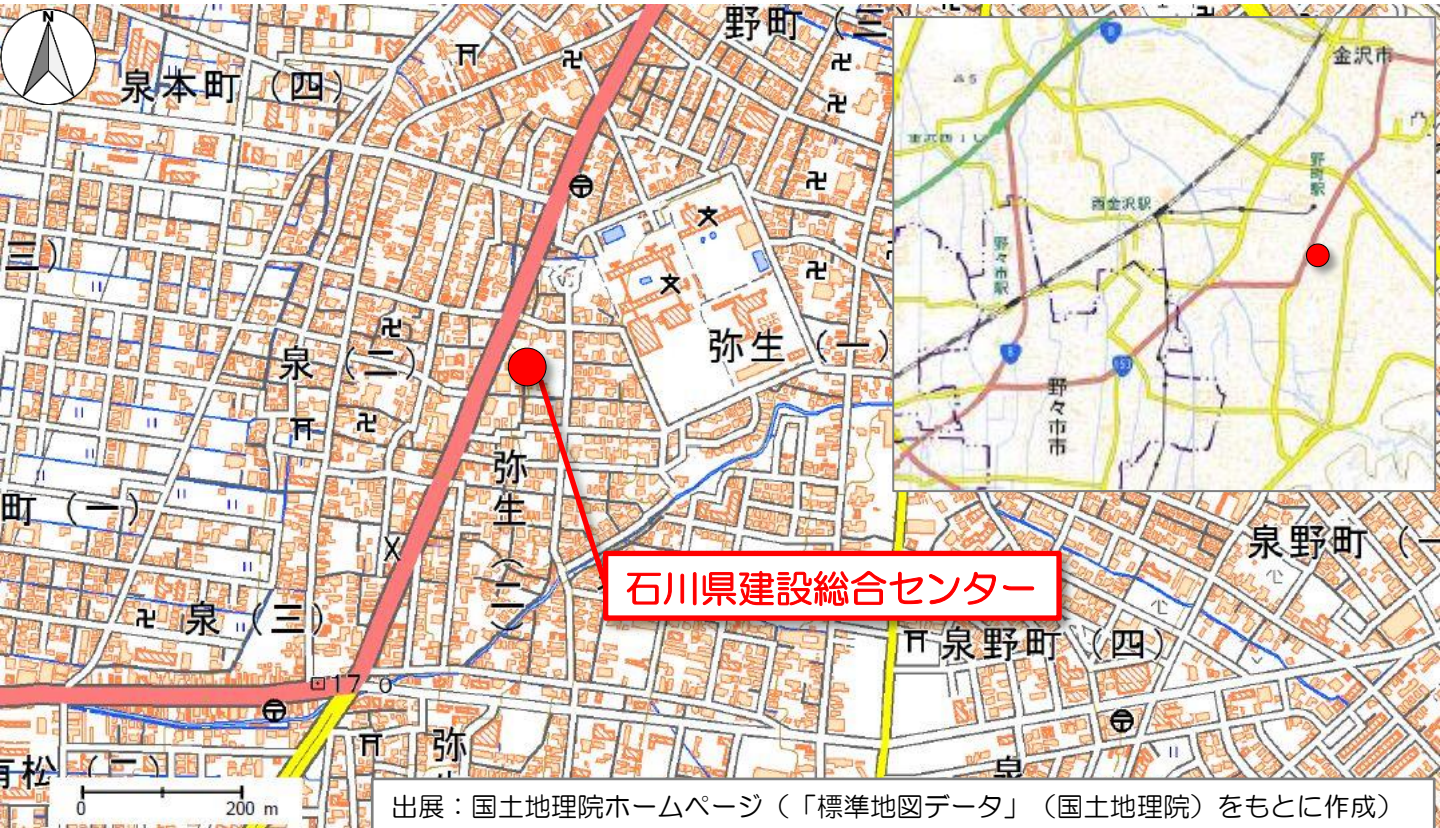 N
野町(三
泉本町(四)
三)
泉(二)
弥生(一)
町(一)
弥生(二)
泉野町(一
石川県建設総合センター
泉(三)
泉野町(四)
17.0
有松(二)
弥生
泉
0
200 m
出展:国土地理院ホームページ(「標準地図データ」(国土地理院)をもとに作成)
8
金沢市
野町駅
西金沢駅
野々市駅
8
157
野々市市